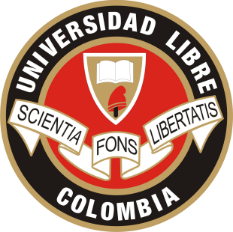 UNIVERSIDAD LIBRE
SCIENTIA
FONS
LIBERTATIS
COLOMBIA